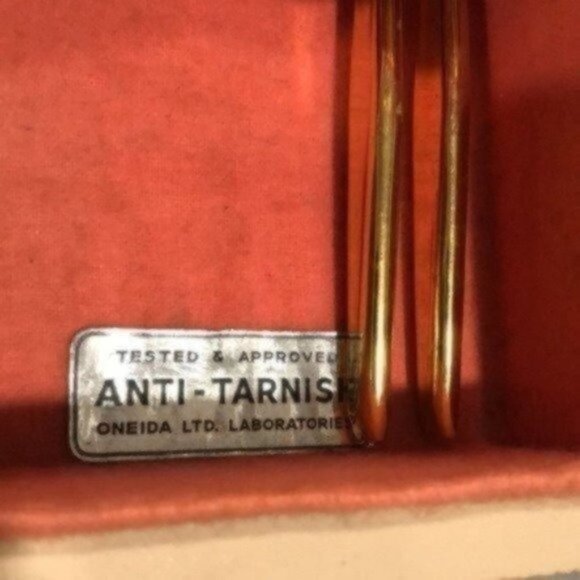 TESTED & APPROVED
ANTI-TARNISH
ONEIDA LTD. LABORATORIES